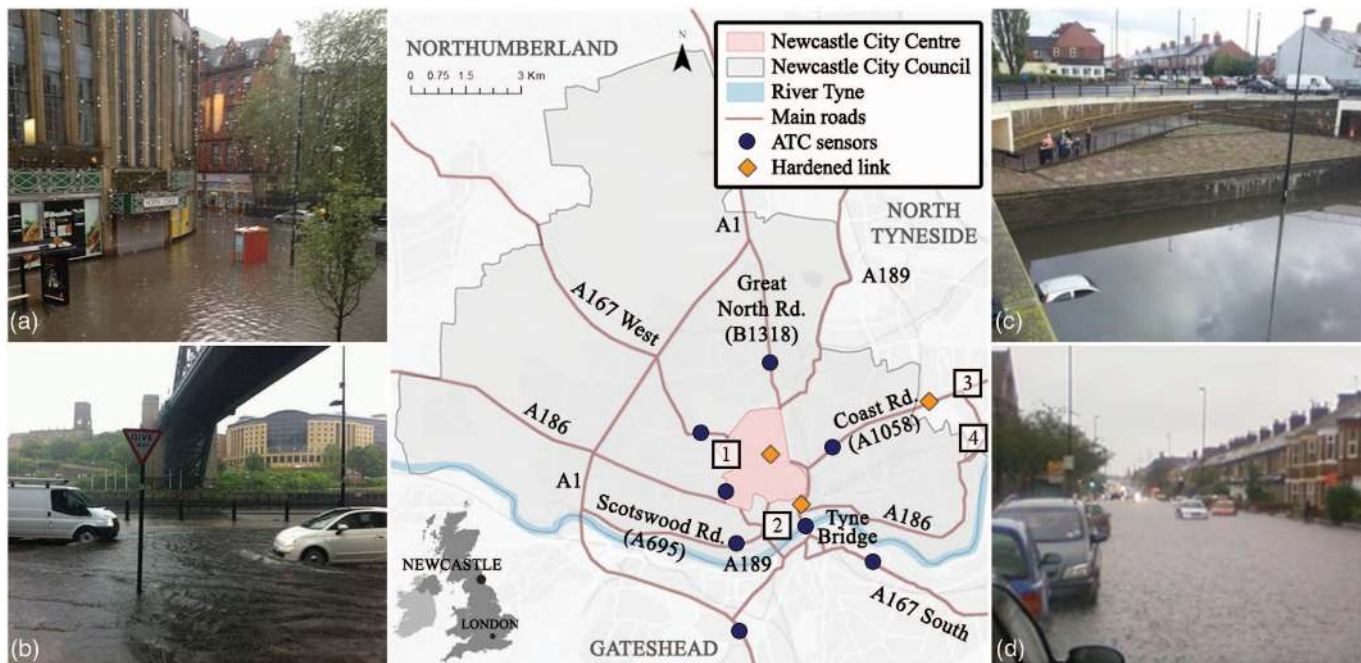 (a)
GIVE
WAY
(b)
NORTHUMBERLAND
N
0 0.75 1.5 3 Km
Newcastle City Centre
Newcastle City Council
River Tyne
Main roads
ATC sensors
Hardened link
NORTH
TYNESIDE
A1
A189
Great
North Rd.
(B1318)
A167 West
3
Coast Rd.
(A1058)
A186
4
1
A1
Scotswood Rd.
(A695)
2
A186
Tyne
Bridge
A189
A167 South
NEWCASTLE
LONDON
GATESHEAD
(c)
(d)